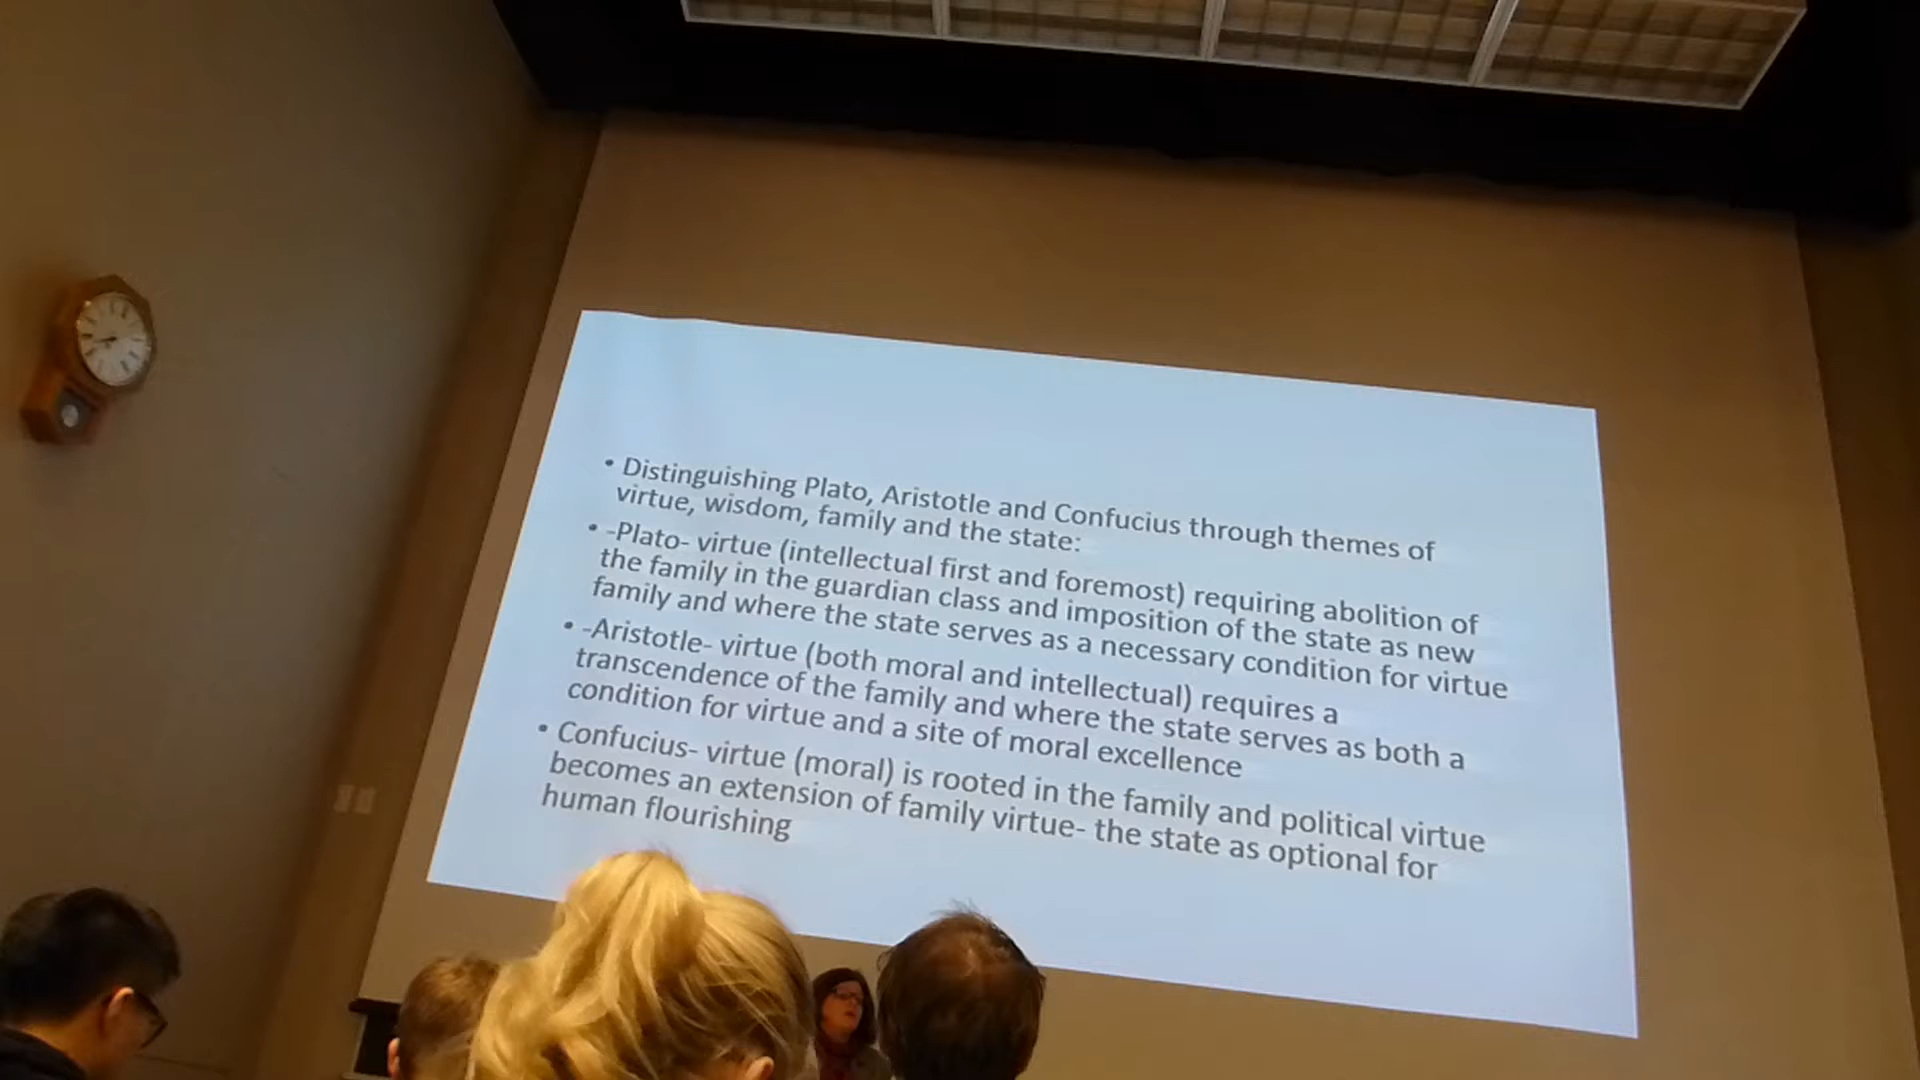 • Distinguishing Plato, Aristotle and Confucius through themes of
virtue, wisdom, family and the state:
• -Plato- virtue (intellectual first and foremost) requiring abolition of
the family in the guardian class and imposition of the state as new
family and where the state serves as a necessary condition for virtue
• -Aristotle- virtue (both moral and intellectual) requires a
transcendence of the family and where the state serves as both a
condition for virtue and a site of moral excellence
• Confucius- virtue (moral) is rooted in the family and political virtue
becomes an extension of family virtue- the state as optional for
human flourishing